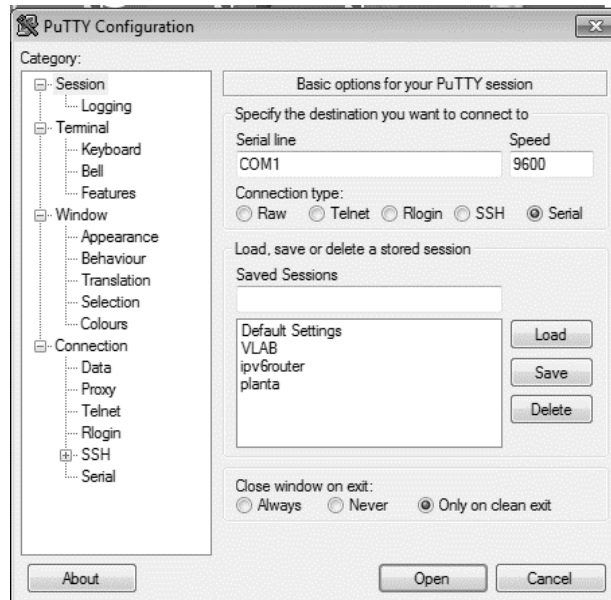 PuTTY Configuration
Category:
Session
Logging
Terminal
Keyboard
Bell
Features
Window
Appearance
Behaviour
Translation
Selection
Colours
Connection
Data
Proxy
Telnet
Rlogin
SSH
Serial
Basic options for your PuTTY session
Specify the destination you want to connect to
Serial line Speed
COM1 9600
Connection type:
Raw Telnet Rlogin SSH Serial
Load, save or delete a stored session
Saved Sessions
Default Settings
VLAB
ipv6router
planta
Load
Save
Delete
Close window on exit:
Always Never Only on clean exit
About Open Cancel